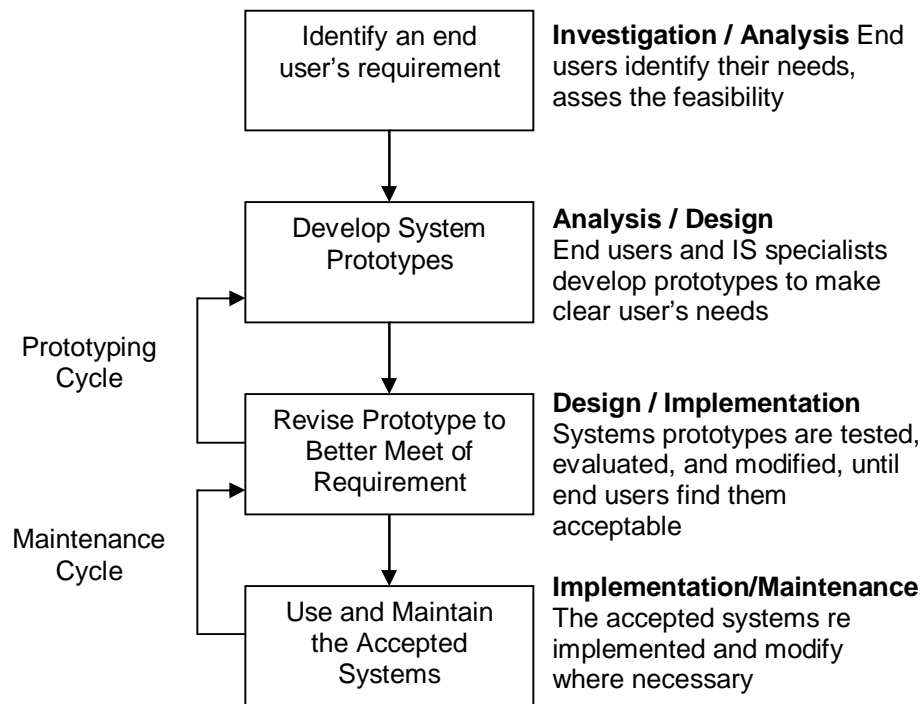 Identify an end
user's requirement
Investigation / Analysis End
users identify their needs,
asses the feasibility
Develop System
Prototypes
Analysis / Design
End users and IS specialists
develop prototypes to make
clear user's needs
Prototyping
Cycle
Revise Prototype to
Better Meet of
Requirement
Design / Implementation
Systems prototypes are tested,
evaluated, and modified, until
end users find them
acceptable
Maintenance
Cycle
Use and Maintain
the Accepted
Systems
Implementation/Maintenance
The accepted systems re
implemented and modify
where necessary